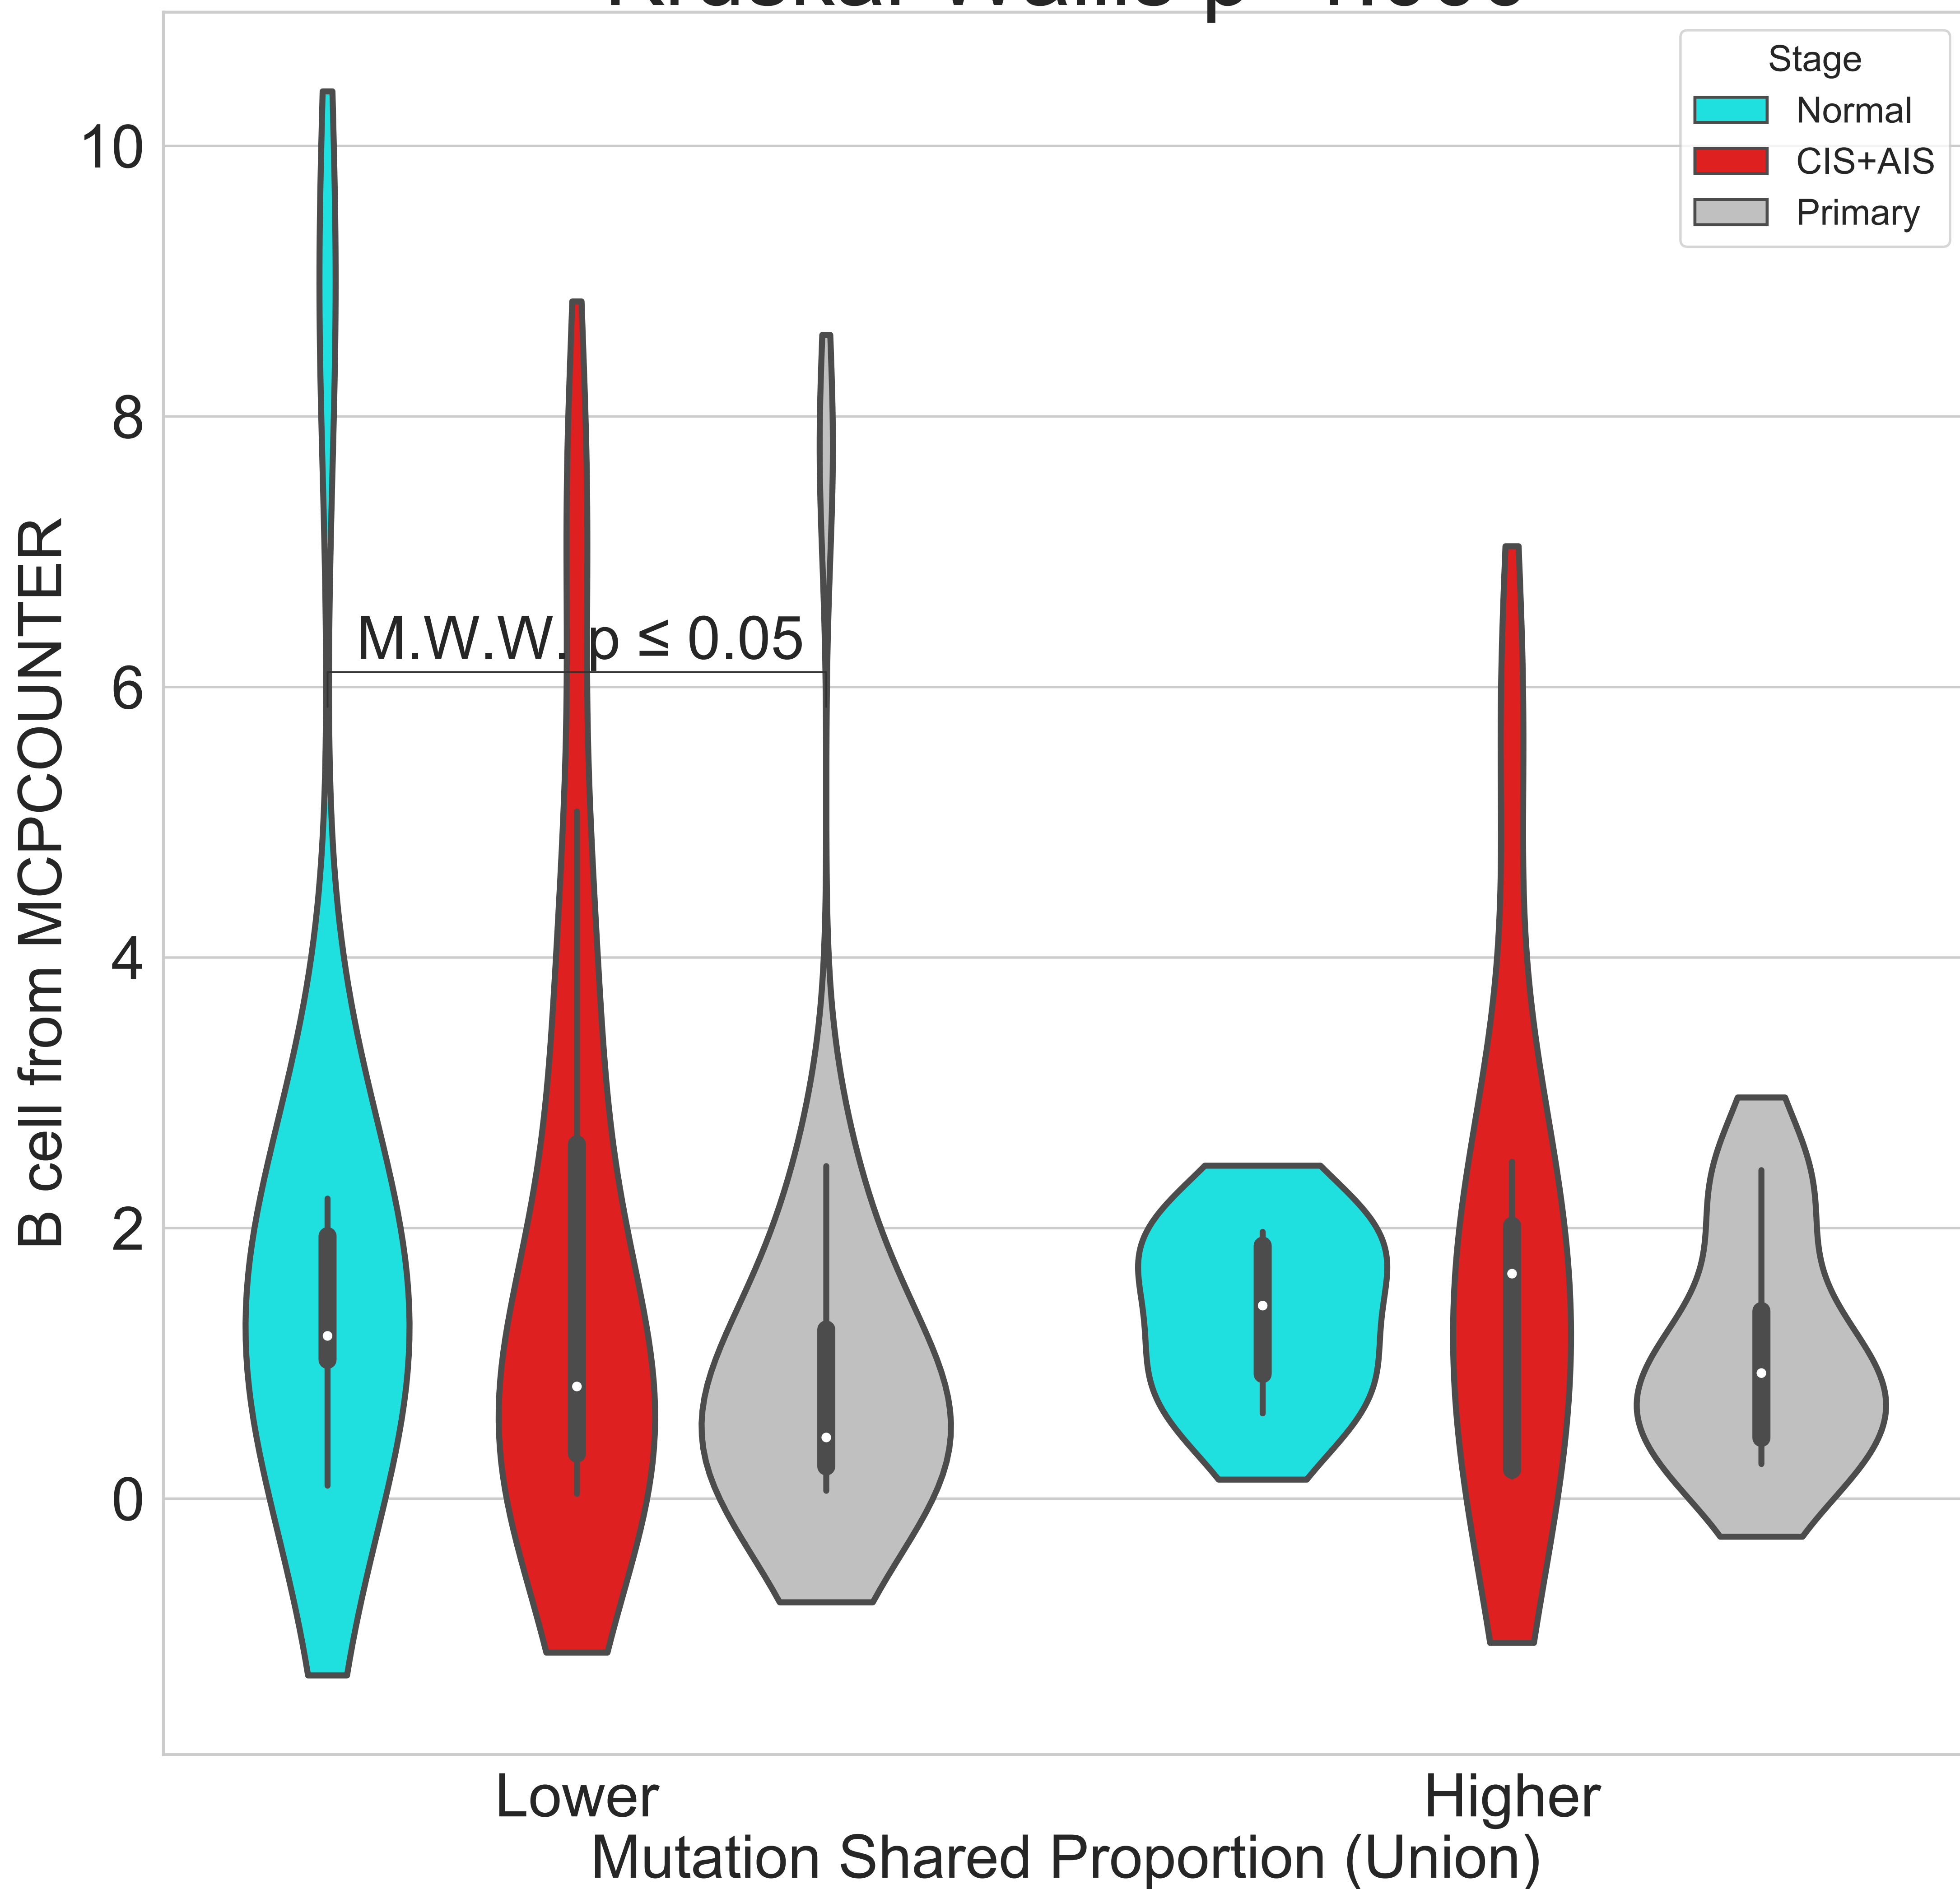 Stage
Normal
CIS+AIS
Primary
10
8
6
4
2
0
B cell from MCPCOUNTER
M.W.W. p ≤ 0.05
Lower
Higher
Mutation Shared Proportion (Union)